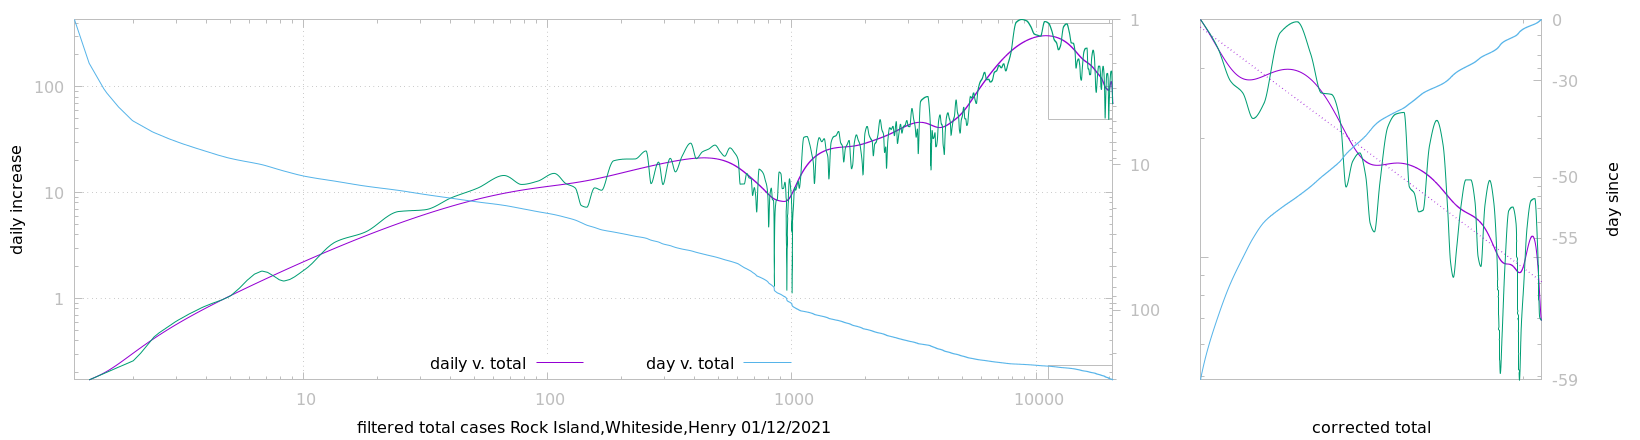 1
0
100
-30
10
-50
10
-55
1
100
daily v. total
day v. total
-59
10
100
1000
10000
daily increase
day since
filtered total cases Rock Island,Whiteside,Henry 01/12/2021
corrected total